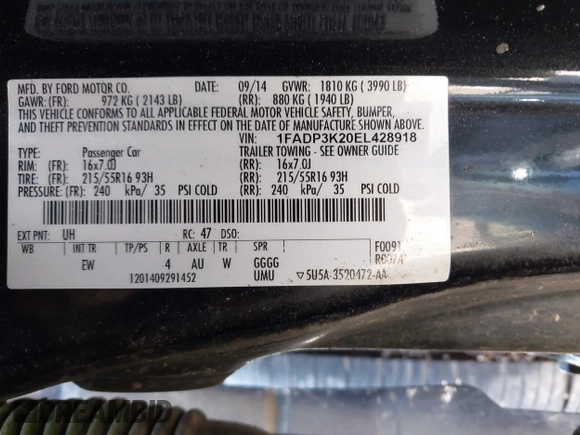 MFD. BY FORD MOTOR CO. DATE: 09/14 GVWR: 1810 KG ( 3990 LB)
GAWR: (FR): 972 KG ( 2143 LB) (RR): 880 KG ( 1940 LB)
THIS VEHICLE CONFORMS TO ALL APPLICABLE FEDERAL MOTOR VEHICLE SAFETY, BUMPER,
AND THEFT PREVENTION STANDARDS IN EFFECT ON THE DATE OF MANUFACTURE SHOWN ABOVE.
VIN: 1FADP3K20EL428918
TYPE: Passenger Car TRAILER TOWING - SEE OWNER GUIDE
RIM: (FR): 16x7.0J (RR): 16x7.0J
TIRE: (FR): 215/55R16 93H (RR): 215/55R16 93H
PRESSURE: (FR): 240 kPa/ 35 PSI COLD (RR): 240 kPa/ 35 PSI COLD
EXT PNT: UH RC: 47 DSO:
WB INT TR TP/PS R AXLE TR SPR
EW 4 AU W GGGG
UMU
1201409291452
F0091
R0074
▽5U5A-3520472-AA
2DREAMBID